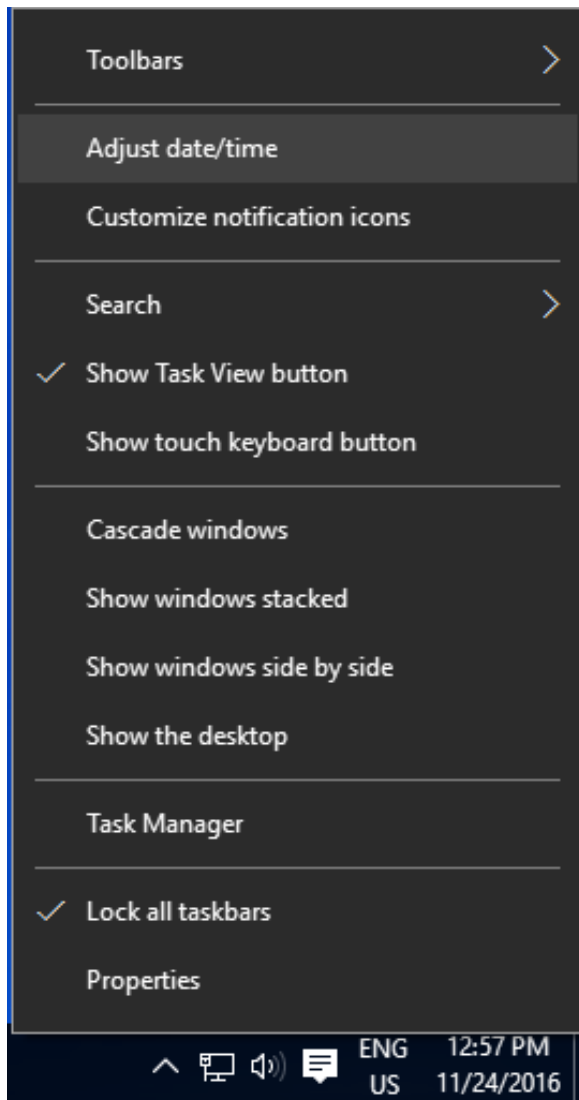 Toolbars
Adjust date/time
Customize notification icons
Search
Show Task View button
Show touch keyboard button
Cascade windows
Show windows stacked
Show windows side by side
Show the desktop
Task Manager
Lock all taskbars
Properties
ENG 12:57 PM
US 11/24/2016